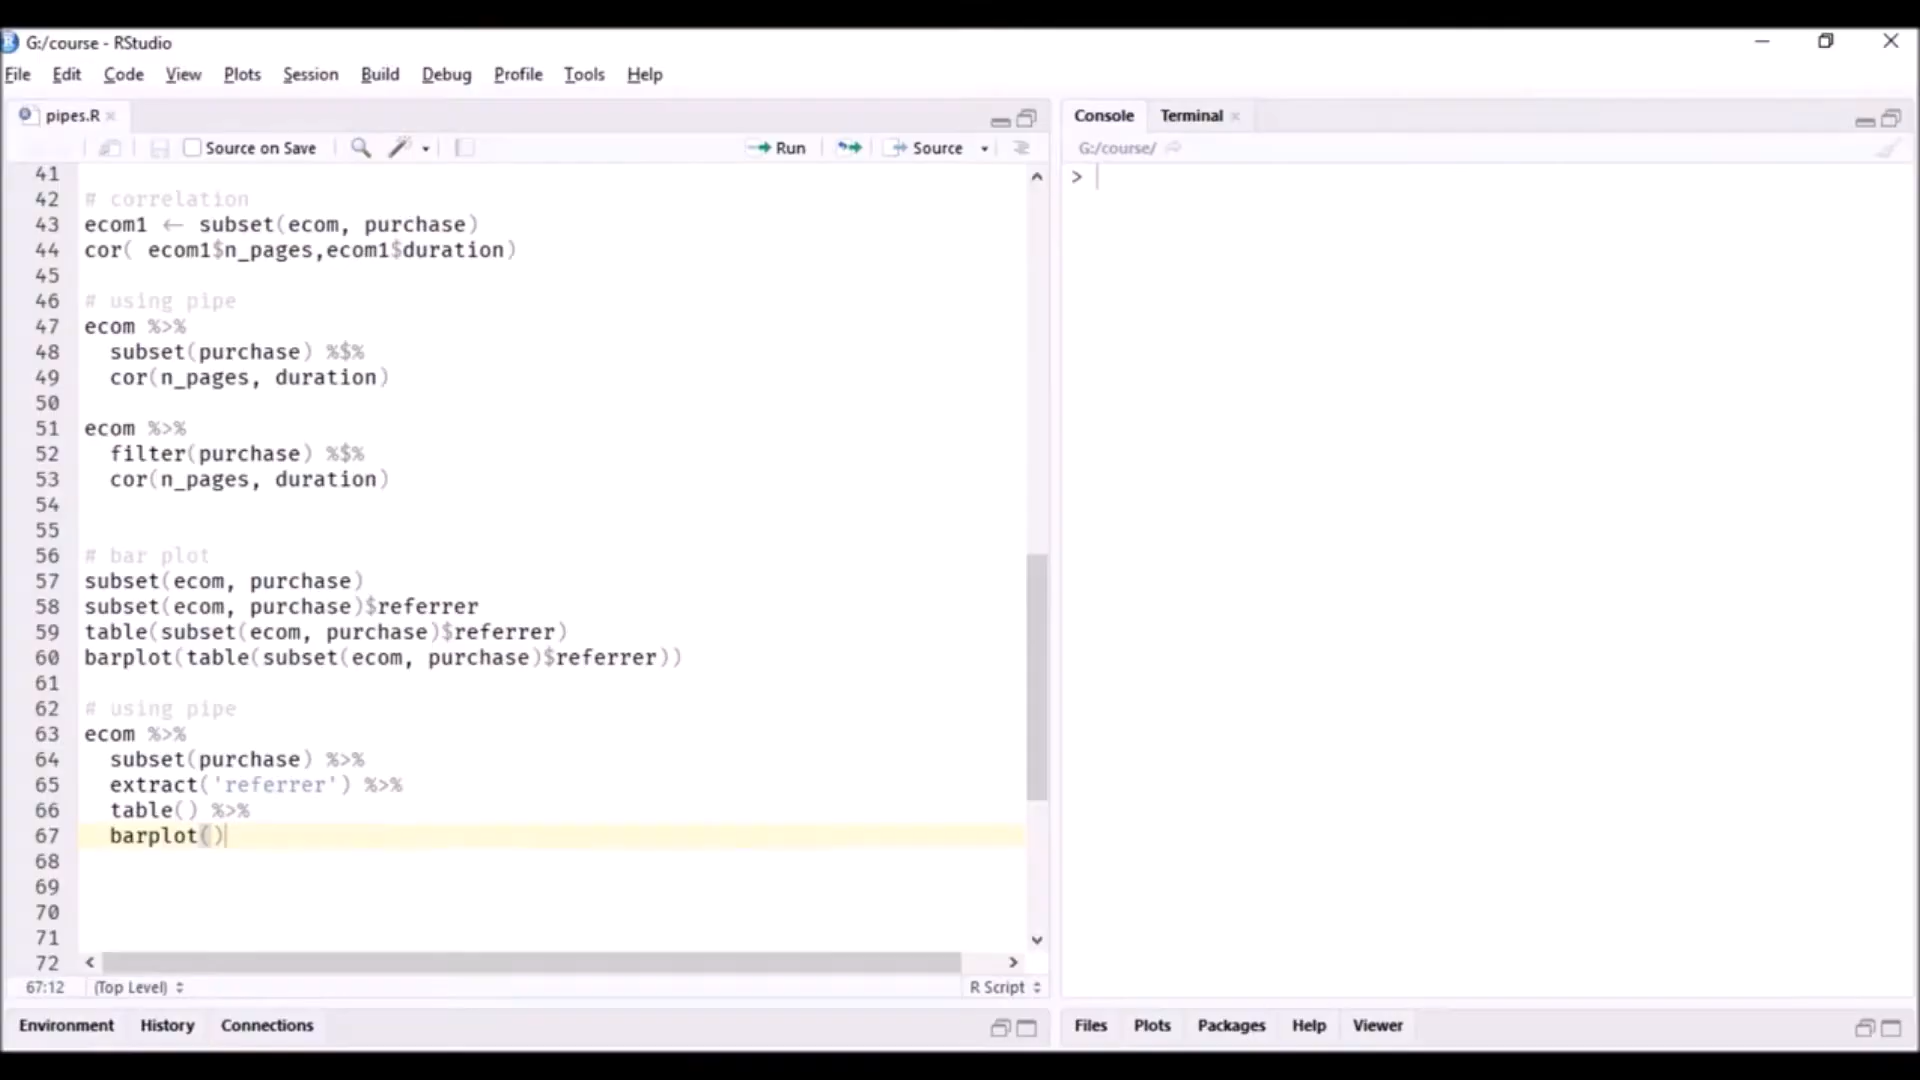 G:/course - RStudio
File Edit Code View Plots Session Build Debug Profile Tools Help
pipes.R
Source on Save Run Source
41
42 # correlation
43 ecom1 <- subset(ecom, purchase)
44 cor( ecom1$n_pages,ecom1$duration)
45
46 # using pipe
47 ecom %>%
48 subset(purchase) %$%
49 cor(n_pages, duration)
50
51 ecom %>%
52 filter(purchase) %$%
53 cor(n_pages, duration)
54
55
56 # bar plot
57 subset(ecom, purchase)
58 subset(ecom, purchase)$referrer
59 table(subset(ecom, purchase)$referrer)
60 barplot(table(subset(ecom, purchase)$referrer))
61
62 # using pipe
63 ecom %>%
64 subset(purchase) %>%
65 extract('referrer') %>%
66 table() %>%
67 barplot()
68
69
70
71
72
67:12 (Top Level) R Script
Environment History Connections
Console Terminal
G:/course/
>
Files Plots Packages Help Viewer